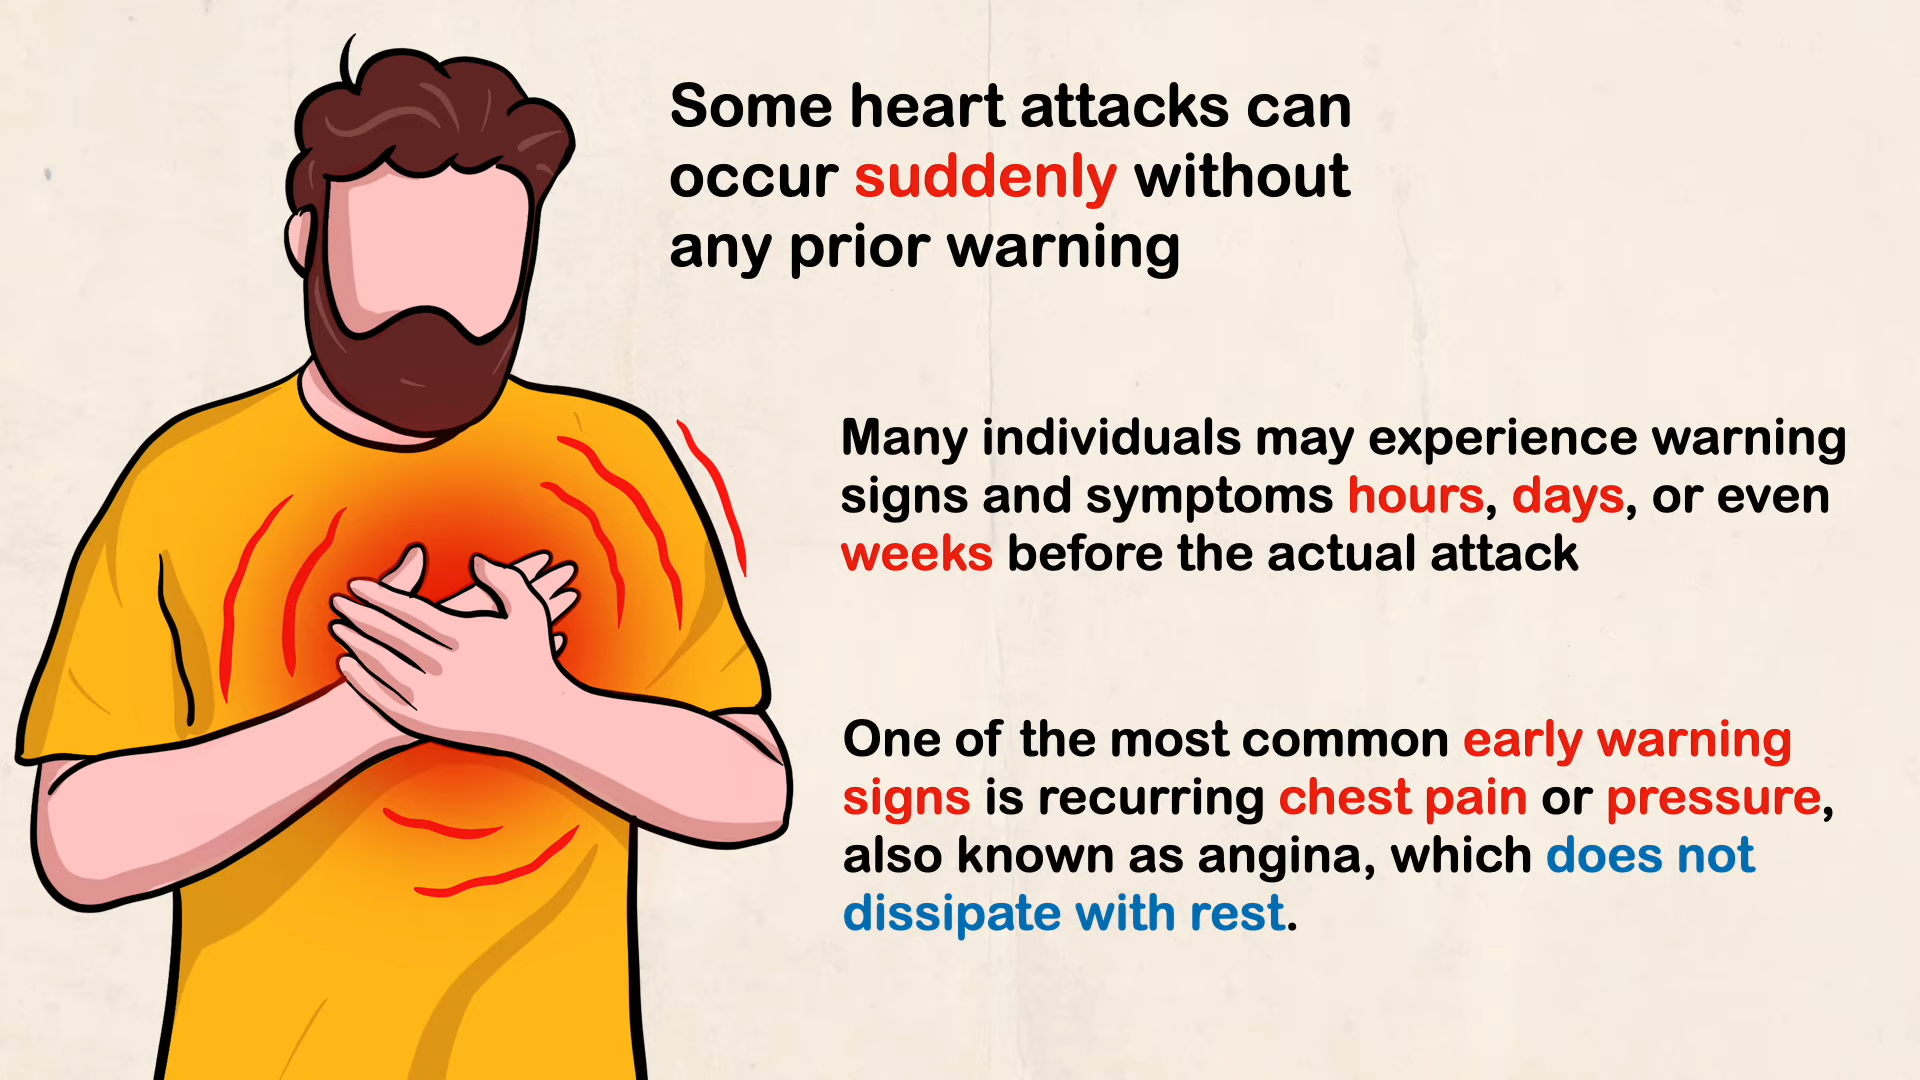 Some heart attacks can
occur suddenly without
any prior warning
Many individuals may experience warning
signs and symptoms hours, days, or even
weeks before the actual attack
One of the most common early warning
signs is recurring chest pain or pressure,
also known as angina, which does not
dissipate with rest.